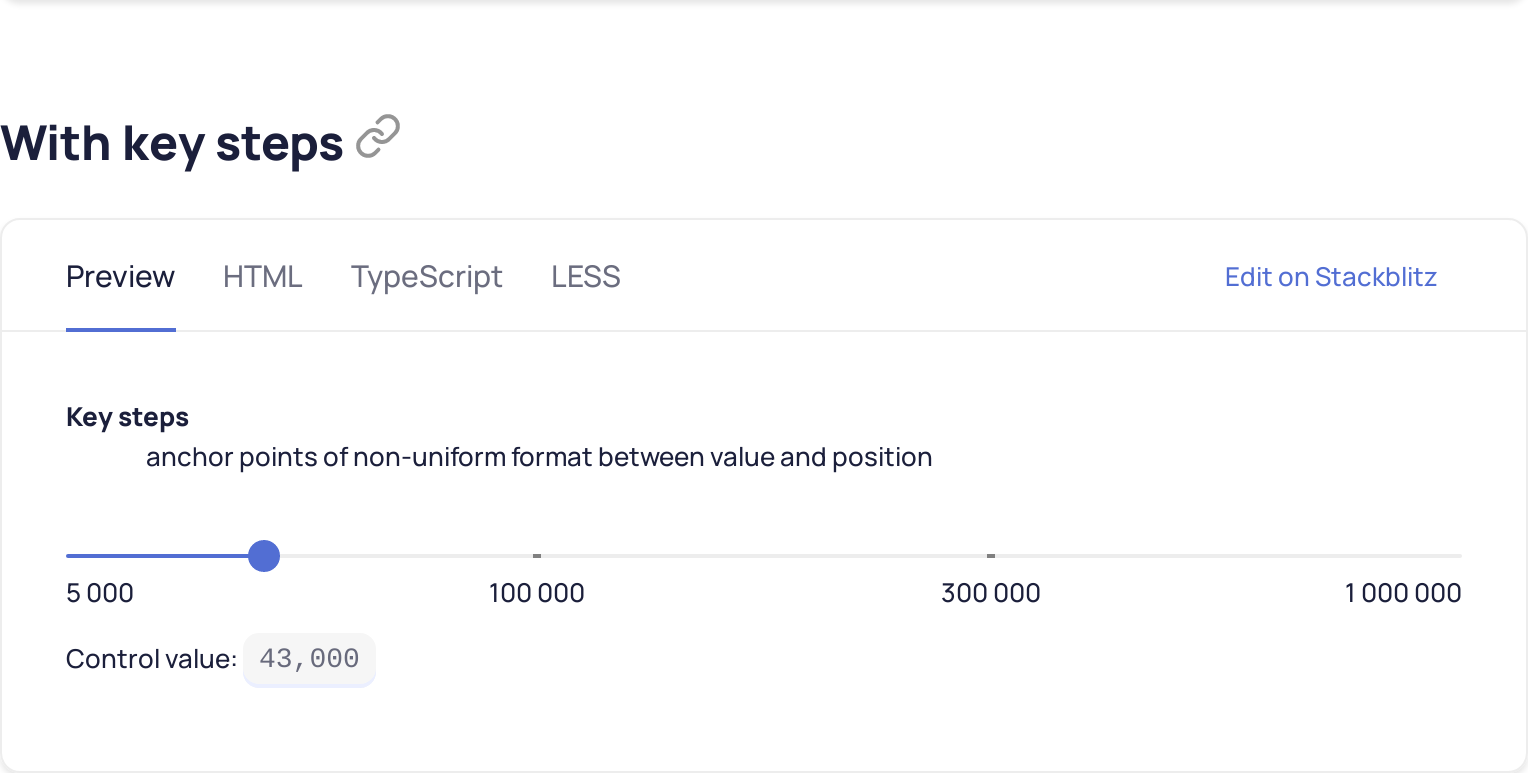 With key steps
Preview HTML TypeScript LESS Edit on Stackblitz
Key steps
anchor points of non-uniform format between value and position
5 000 100 000 300 000 1 000 000
Control value: 43,000